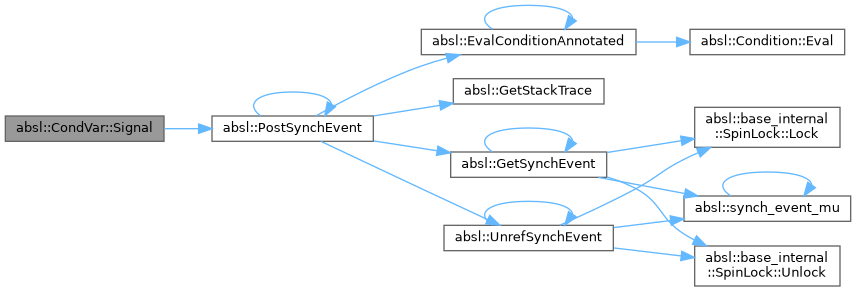 absl::CondVar::Signal
absl::PostSynchEvent
absl::EvalConditionAnnotated
absl::Condition::Eval
absl::GetStackTrace
absl::GetSynchEvent
absl::UnrefSynchEvent
absl::base_internal
::SpinLock::Lock
absl::synch_event_mu
absl::base_internal
::SpinLock::Unlock